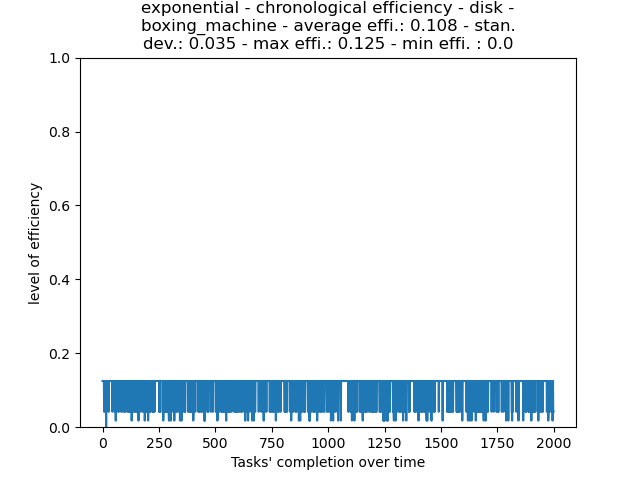 exponential - chronological efficiency - disk -
boxing_machine - average effi.: 0.108 - stan.
dev.: 0.035 - max effi.: 0.125 - min effi. : 0.0
1.0
0.8
0.6
0.4
0.2
0.0
level of efficiency
0 250 500 750 1000 1250 1500 1750 2000
Tasks' completion over time